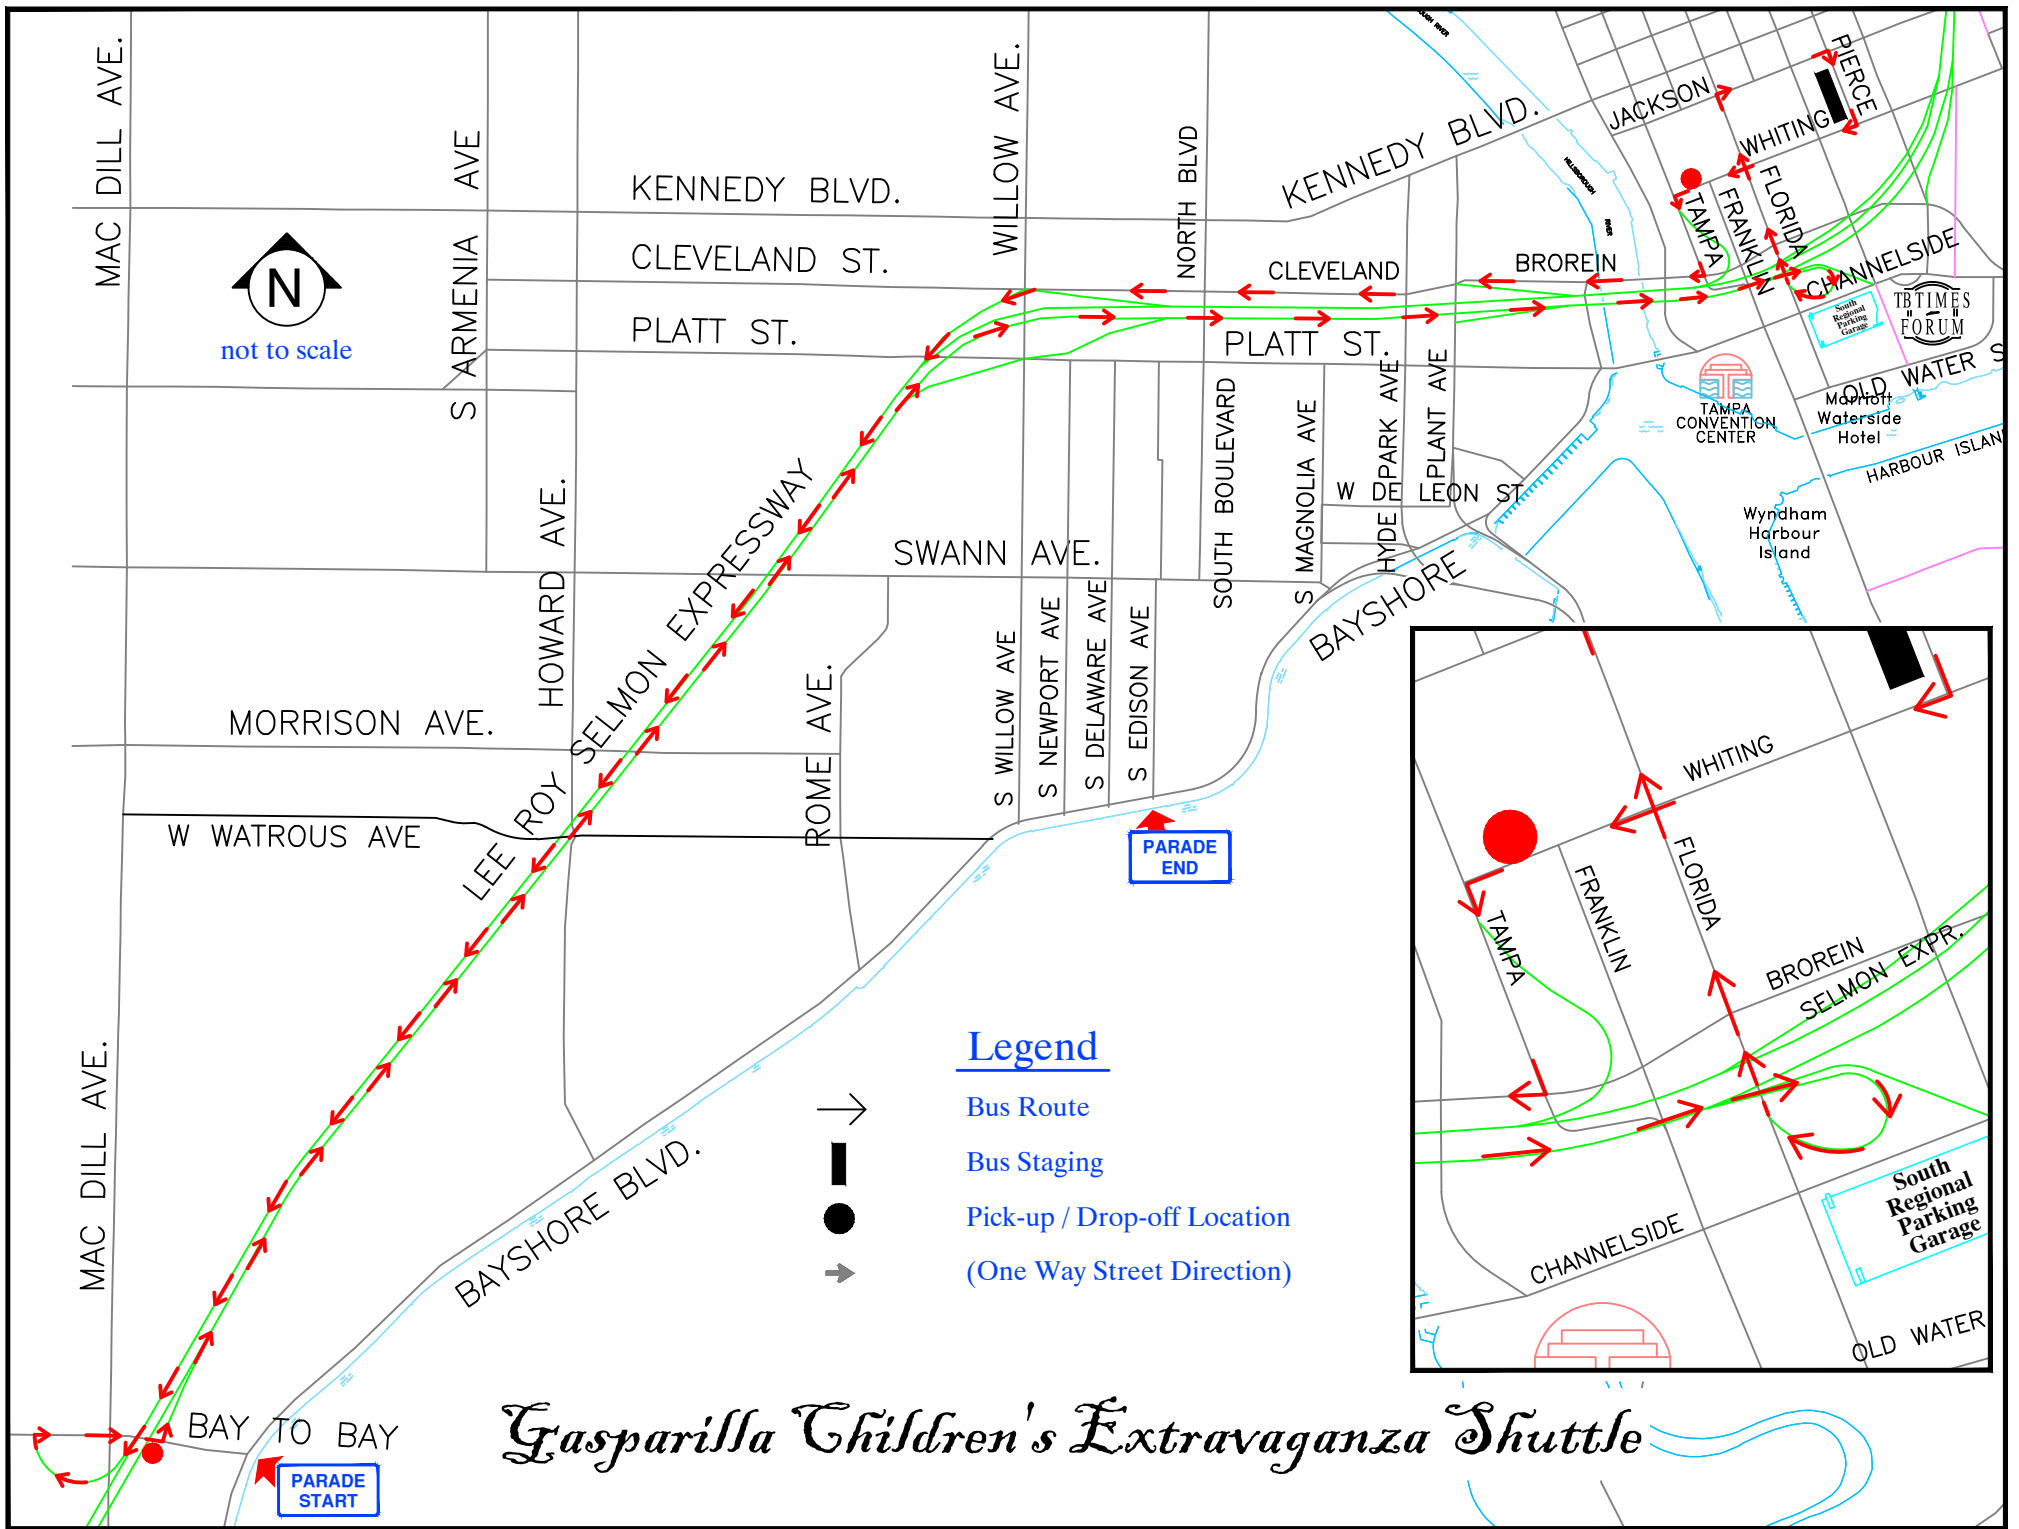 MAC DILL AVE.
S ARMENIA AVE
WILLOW AVE.
NORTH BLVD
KENNEDY BLVD.
KENNEDY BLVD.
HILLSBOROUGH
RIVER
JACKSON
PIERCE
WHITING
TAMPA
FRANKLIN
FLORIDA
CHANNELSIDE
N
not to scale
CLEVELAND ST.
CLEVELAND
BROREIN
PLATT ST.
PLATT ST.
South
Regional
Parking
Garage
TB TIMES
FORUM
OLD WATER S
TAMPA
CONVENTION
CENTER
Marriott
Waterside
Hotel
HARBOUR ISLAN
Wyndham
Harbour
Island
HOWARD AVE.
LEE ROY SELMON EXPRESSWAY
SWANN AVE.
SOUTH BOULEVARD
S MAGNOLIA AVE
HYDE PARK AVE
PLANT AVE
W DE LEON ST
BAYSHORE
MORRISON AVE.
ROME AVE.
S WILLOW AVE
S NEWPORT AVE
S DELAWARE AVE
S EDISON AVE
W WATROUS AVE
PARADE
END
MAC DILL AVE.
BAYSHORE BLVD.
Legend
Bus Route
Bus Staging
Pick-up / Drop-off Location
(One Way Street Direction)
WHITING
FLORIDA
FRANKLIN
TAMPA
BROREIN
SELMON EXPR.
South
Regional
Parking
Garage
CHANNELSIDE
OLD WATER
BAY TO BAY
PARADE
START
Gasparilla Children's Extravaganza Shuttle